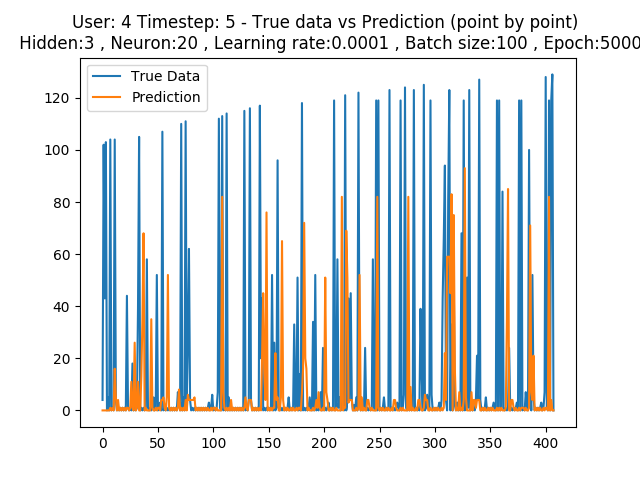 User: 4 Timestep: 5 - True data vs Prediction (point by point)
Hidden:3 , Neuron:20 , Learning rate:0.0001 , Batch size:100 , Epoch:5000
True Data
Prediction
120
100
80
60
40
20
0
0 50 100 150 200 250 300 350 400